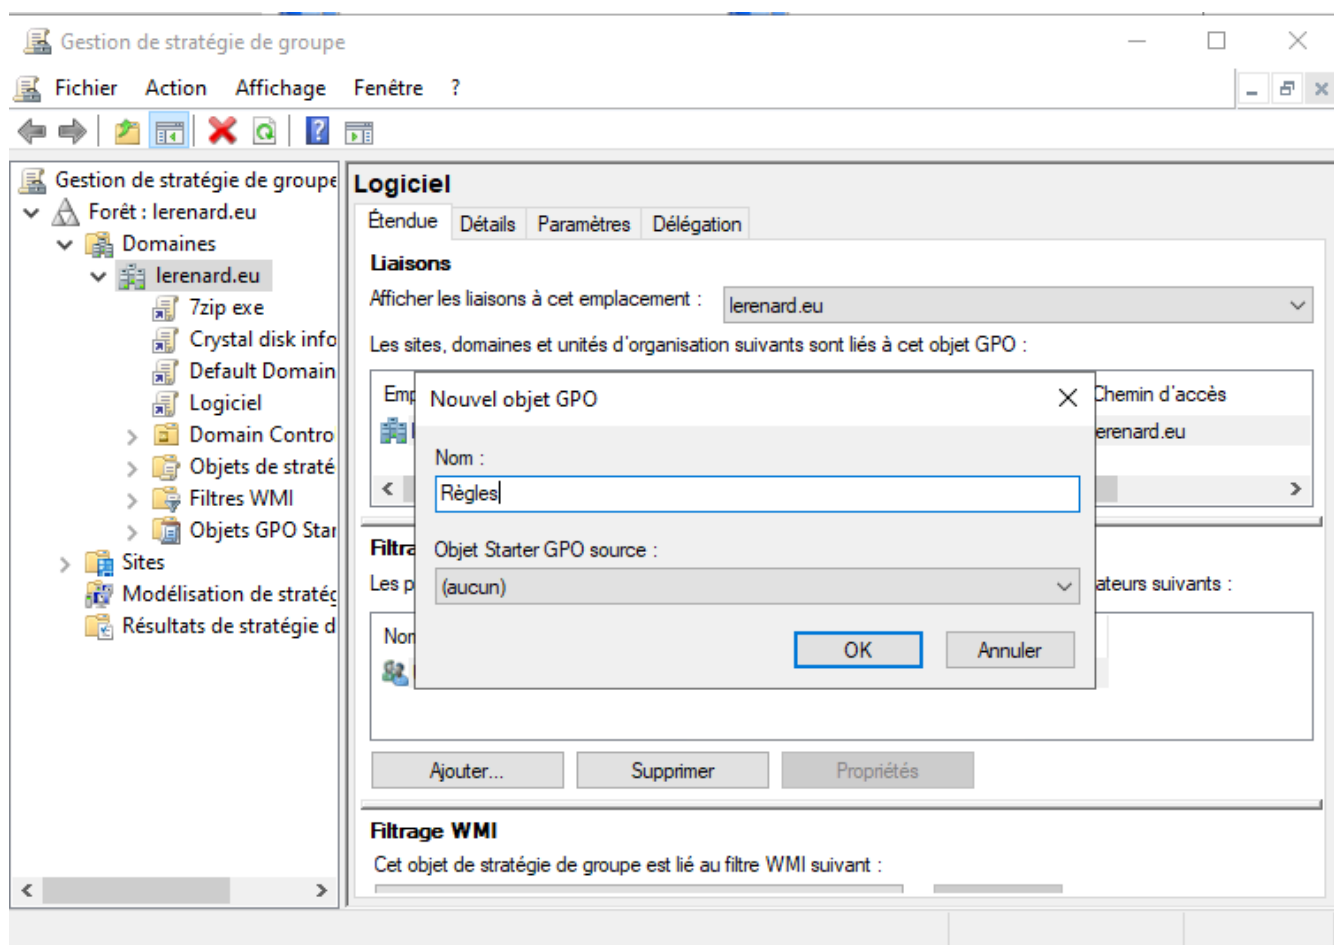 Gestion de stratégie de groupe
Fichier Action Affichage Fenêtre ?
Gestion de stratégie de groupe
Forêt : lerenard.eu
Domaines
lerenard.eu
7zip exe
Crystal disk info
Default Domain
Logiciel
Domain Contro
Objets de straté
Filtres WMI
Objets GPO Star
Sites
Modélisation de straté
Résultats de stratégie d
Logiciel
Étendue Détails Paramètres Délégation
Liaisons
Afficher les liaisons à cet emplacement : lerenard.eu
Les sites, domaines et unités d'organisation suivants sont liés à cet objet GPO :
Emp Chemin d'accès
erenard.eu
Nouvel objet GPO
Nom :
Règles
Objet Starter GPO source :
(aucun)
OK Annuler
Filtra
Les p ateurs suivants :
Nom
Ajouter... Supprimer Propriétés
Filtrage WMI
Cet objet de stratégie de groupe est lié au filtre WMI suivant :